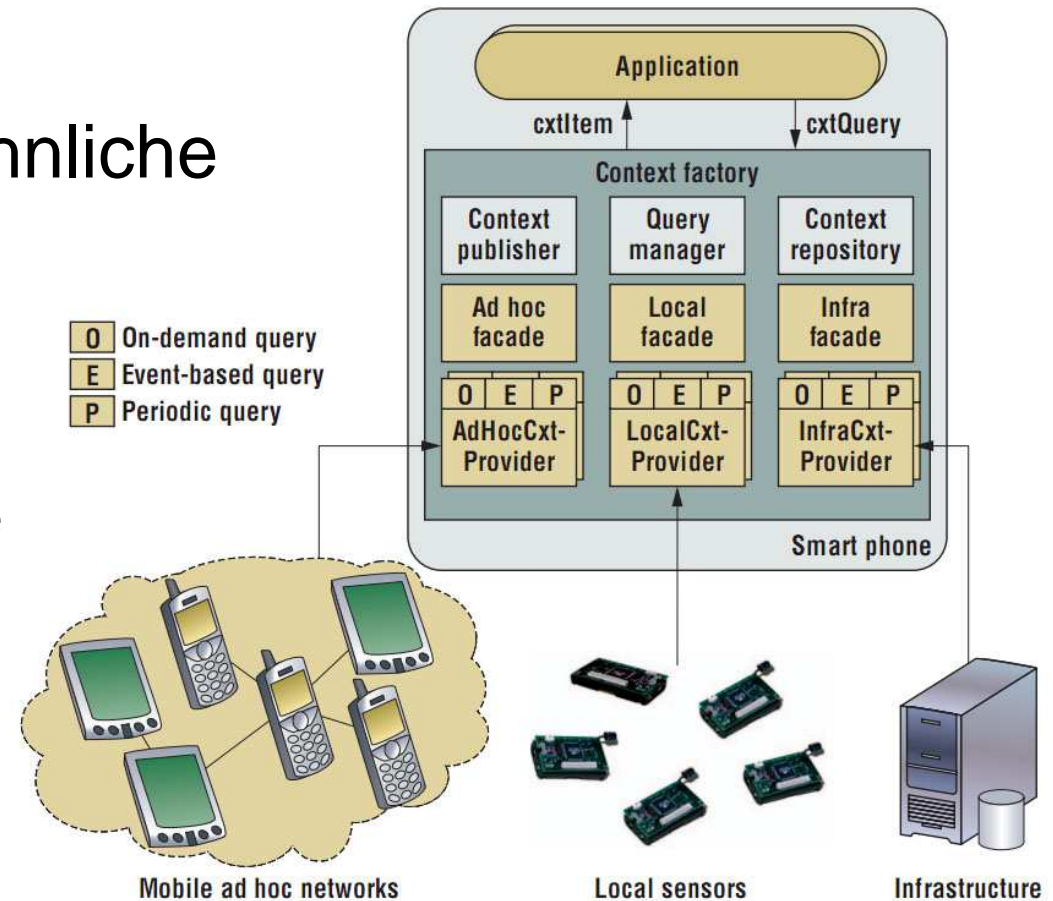 Application
cxtItem
cxtQuery
Context factory
Context
publisher
Query
manager
Context
repository
Ad hoc
facade
Local
facade
Infra
facade
O On-demand query
E Event-based query
P Periodic query
O E P
AdHocCxt-
Provider
O E P
LocalCxt-
Provider
O E P
InfraCxt-
Provider
Smart phone
Mobile ad hoc networks
Local sensors
Infrastructure